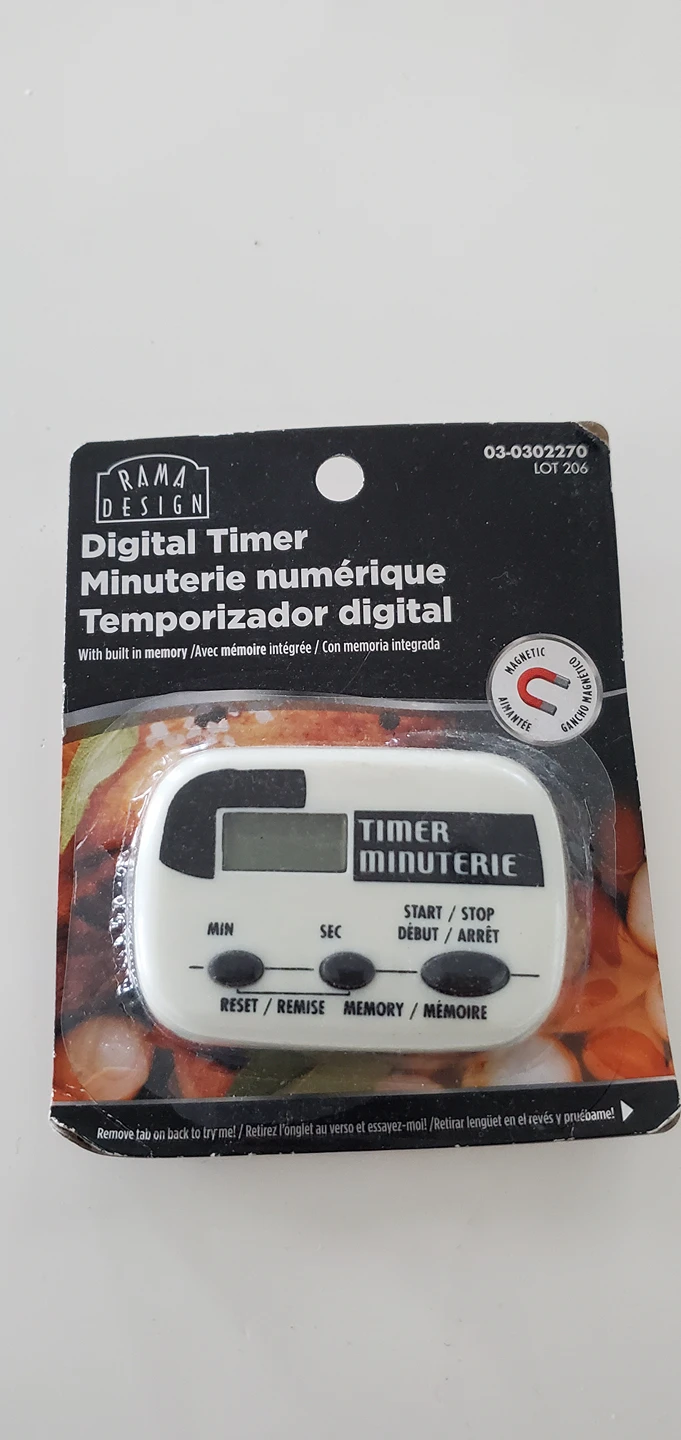 RAMA
DESIGN
03-0302270
LOT 206
Digital Timer
Minuterie numérique
Temporizador digital
With built in memory /Avec mémoire intégrée / Con memoria integrada
MAGNETIC
GANCHO MAGNÉTICO
AIMANTÉE
TIMER
MINUTERIE
START / STOP
MIN SEC DÉBUT / ARRÊT
RESET / REMISE MEMORY / MÉMOIRE
Remove tab on back to try me! / Retirez l'onglet au verso et essayez-moi! /Retirar lengüet en el revés y pruébame!